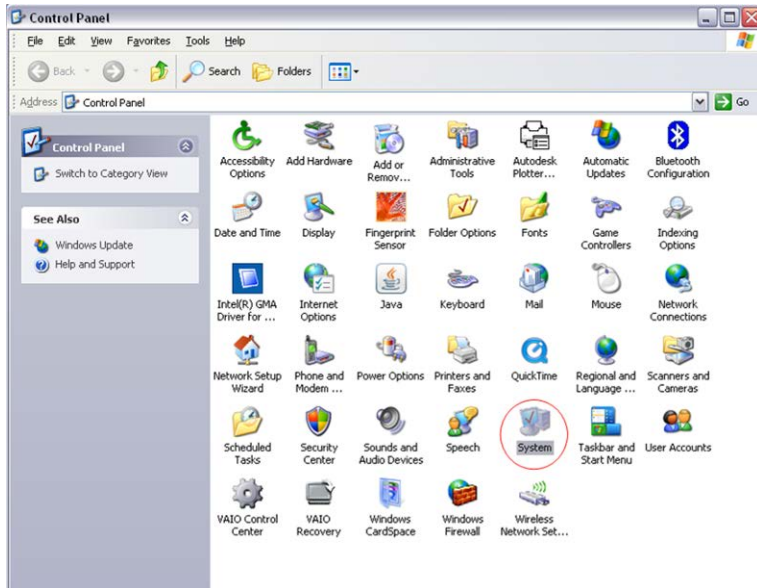 Control Panel
File Edit View Favorites Tools Help
Back Search Folders
Address Control Panel Go
Control Panel
Switch to Category View
See Also
Windows Update
Help and Support
Accessibility Options
Add Hardware
Add or Remov...
Administrative Tools
Autodesk Plotter...
Automatic Updates
Bluetooth Configuration
Date and Time
Display
Fingerprint Sensor
Folder Options
Fonts
Game Controllers
Indexing Options
Intel(R) GMA Driver for ...
Internet Options
Java
Keyboard
Mail
Mouse
Network Connections
Network Setup Wizard
Phone and Modem ...
Power Options
Printers and Faxes
QuickTime
Regional and Language ...
Scanners and Cameras
Scheduled Tasks
Security Center
Sounds and Audio Devices
Speech
System
Taskbar and Start Menu
User Accounts
VAIO Control Center
VAIO Recovery
Windows CardSpace
Windows Firewall
Wireless Network Set...